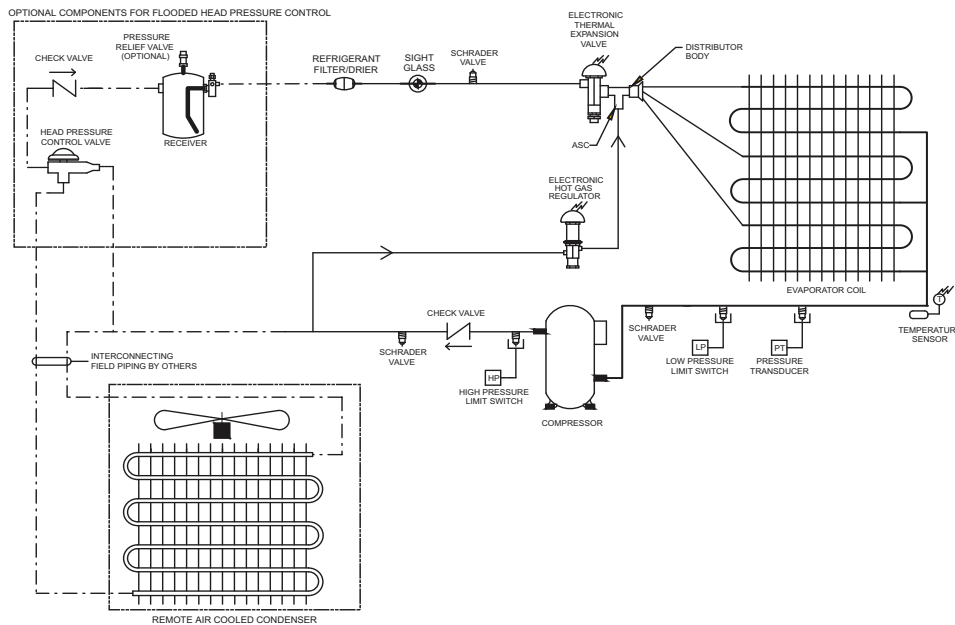 OPTIONAL COMPONENTS FOR FLOODED HEAD PRESSURE CONTROL
PRESSURE
RELIEF VALVE
(OPTIONAL)
CHECK VALVE
RECEIVER
HEAD PRESSURE
CONTROL VALVE
REFRIGERANT
FILTER/DRIER
SIGHT
GLASS
SCHRADER
VALVE
ELECTRONIC
THERMAL
EXPANSION
VALVE
DISTRIBUTOR
BODY
ASC
ELECTRONIC
HOT GAS
REGULATOR
EVAPORATOR COIL
T
TEMPERATURE
SENSOR
SCHRADER
VALVE
LP
LOW PRESSURE
LIMIT SWITCH
PT
PRESSURE
TRANSDUCER
CHECK VALVE
SCHRADER
VALVE
HP
HIGH PRESSURE
LIMIT SWITCH
COMPRESSOR
INTERCONNECTING
FIELD PIPING BY OTHERS
REMOTE AIR COOLED CONDENSER